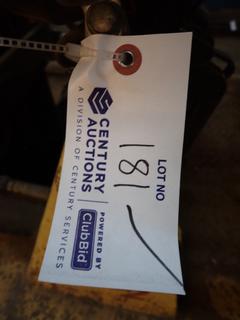 LOT NO
181
CENTURY
AUCTIONS
A DIVISION OF CENTURY SERVICES
POWERED BY
ClubBid